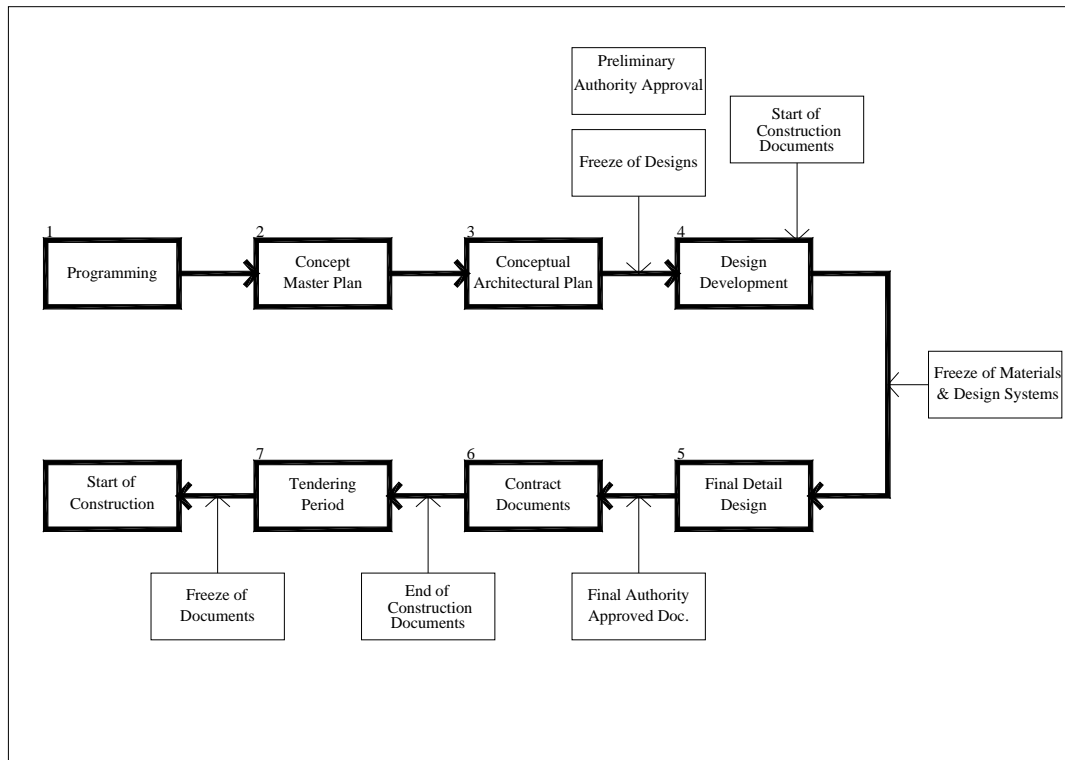 Preliminary
Authority Approval
Start of
Construction
Documents
Freeze of Designs
1
Programming
2
Concept
Master Plan
3
Conceptual
Architectural Plan
4
Design
Development
Freeze of Materials
& Design Systems
Start of
Construction
7
Tendering
Period
6
Contract
Documents
5
Final Detail
Design
Freeze of
Documents
End of
Construction
Documents
Final Authority
Approved Doc.